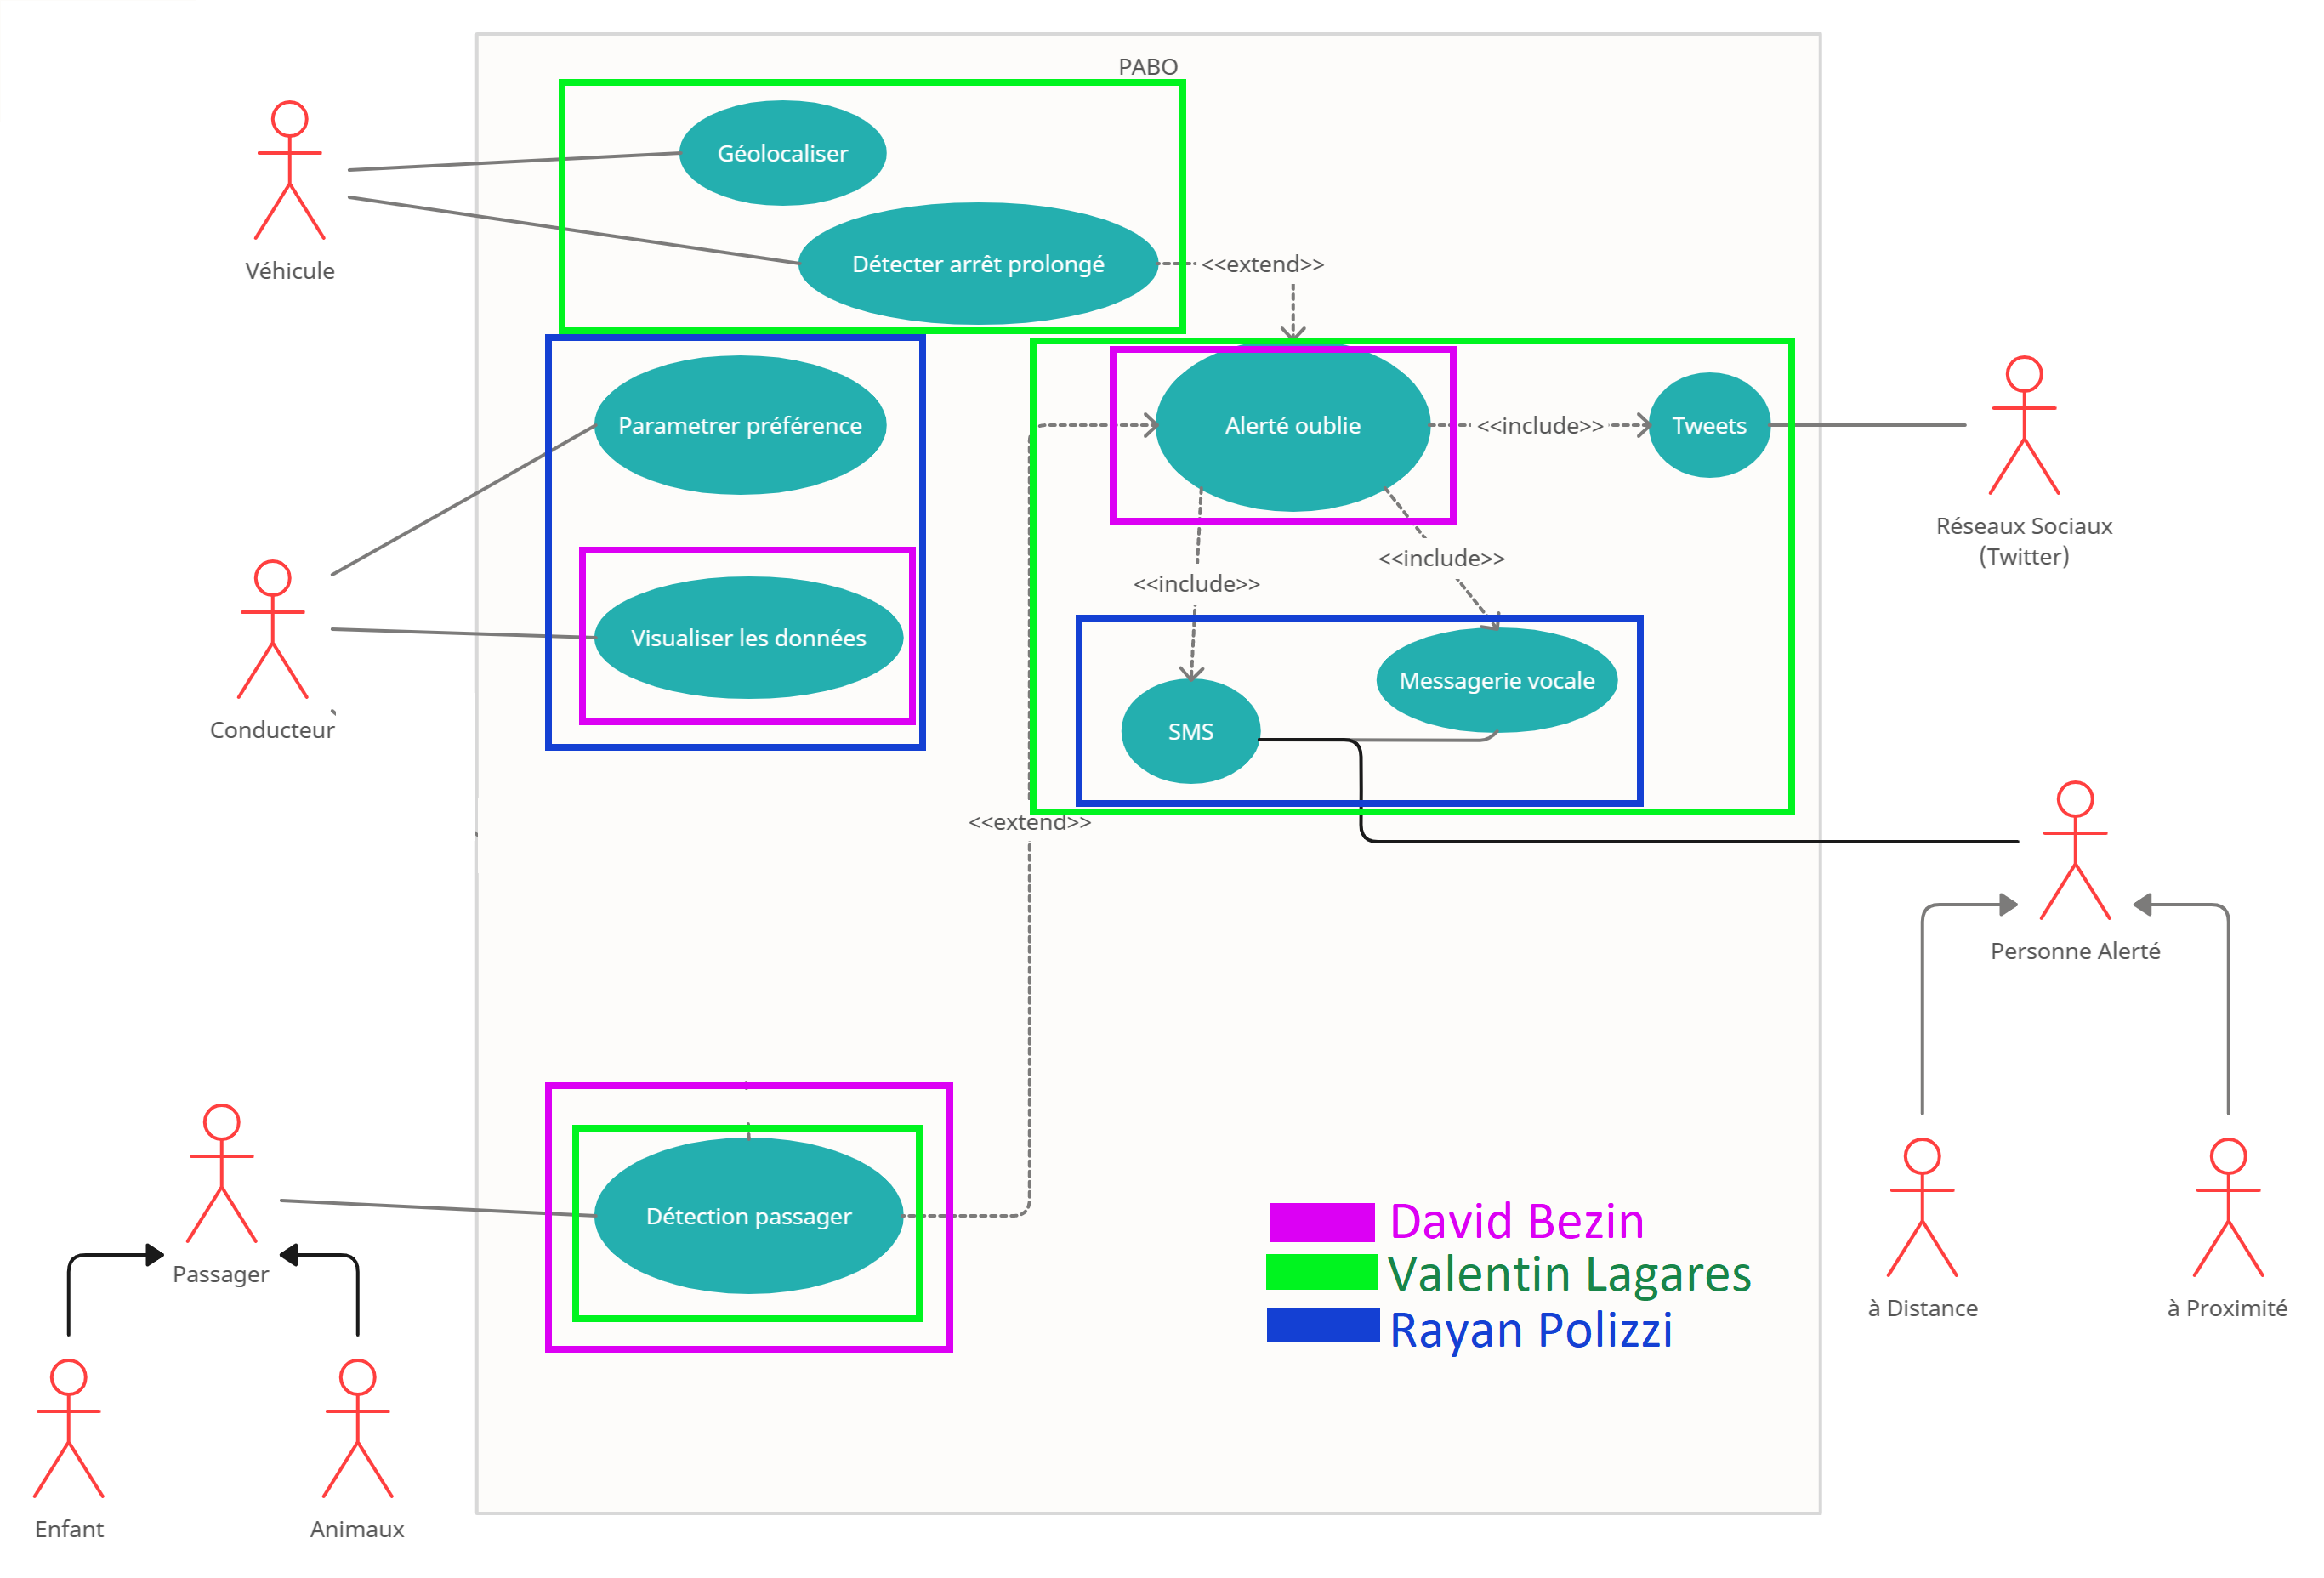 PABO
Géolocaliser
Détecter arrêt prolongé
<<extend>>
Véhicule
Parametrer préférence
Alerté oublie
<<include>>
Tweets
Réseaux Sociaux
(Twitter)
<<include>>
<<include>>
Visualiser les données
Messagerie vocale
SMS
Conducteur
<<extend>>
Personne Alerté
Détection passager
Passager
David Bezin
Valentin Lagares
Rayan Polizzi
à Distance
à Proximité
Enfant
Animaux